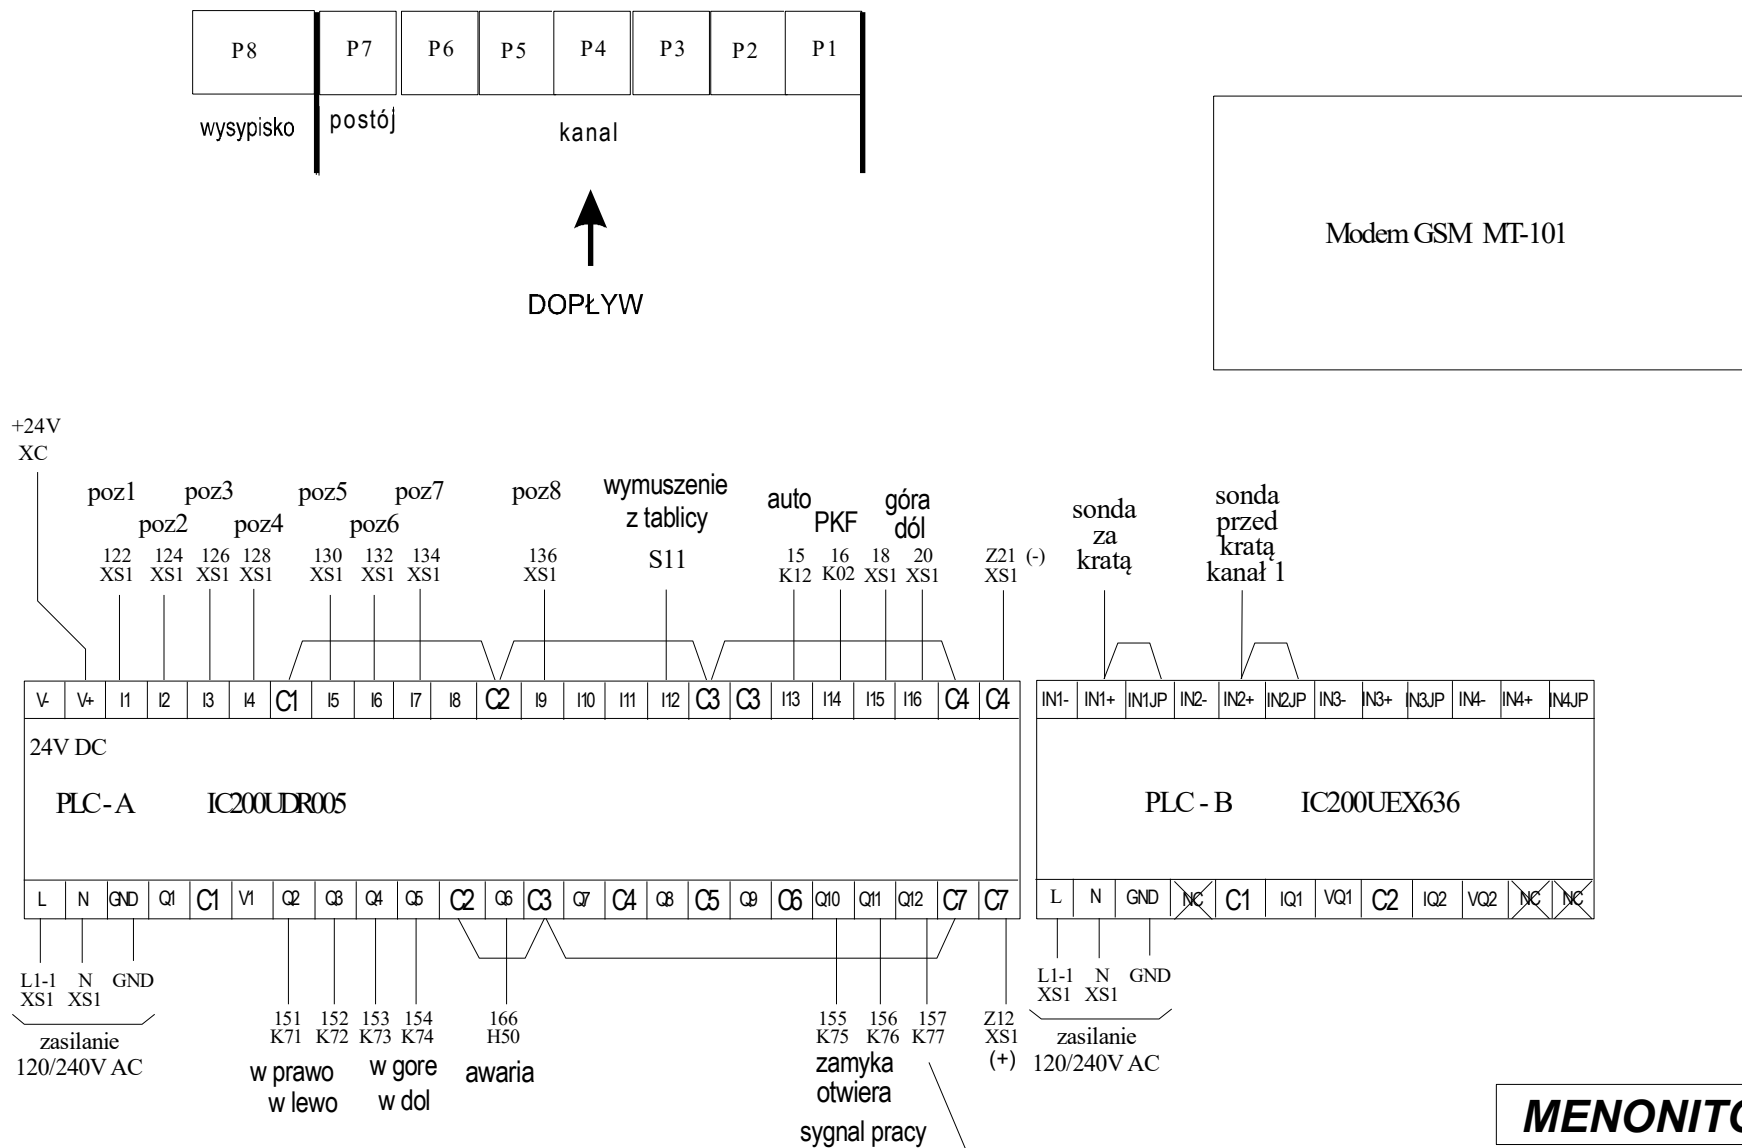 P8 P7 P6 P5 P4 P3 P2 P1
wysypisko postój kanal
DOPŁYW
Modem GSM MT-101
+24V
XC
poz1 poz3 poz5 poz7 poz8
poz2 poz4 poz6
wymuszenie
z tablicy
S11
auto PKF góra
dól
122 124 126 128 130 132 134 136 15 16 18 20 Z21 (-)
XS1 XS1 XS1 XS1 XS1 XS1 XS1 XS1 K12 K02 XS1 XS1 XS1
sonda
za
kratą
sonda
przed
kratą
kanał 1
V- V+ I1 I2 I3 I4 C1 I5 I6 I7 I8 C2 I9 I10 I11 I12 C3 C3 I13 I14 I15 I16 C4 C4
IN1- IN1+ IN1JP IN2- IN2+ IN2JP IN3- IN3+ IN3JP IN4- IN4+ IN4JP
24V DC
PLC-A IC200UDR005
PLC - B IC200UEX636
L N GND Q1 C1 V1 Q2 Q3 Q4 Q5 C2 Q6 C3 Q7 C4 Q8 C5 Q9 C6 Q10 Q11 Q12 C7 C7
L N GND NC C1 IQ1 VQ1 C2 IQ2 VQ2 NC NC
L1-1 N GND
XS1 XS1
zasilanie
120/240V AC
151 152 153 154 166 155 156 157 Z12
K71 K72 K73 K74 H50 K75 K76 K77 XS1
(+)
w prawo
w lewo
w gore
w dol
awaria
zamyka
otwiera
sygnal pracy
L1-1 N GND
XS1 XS1
zasilanie
120/240V AC